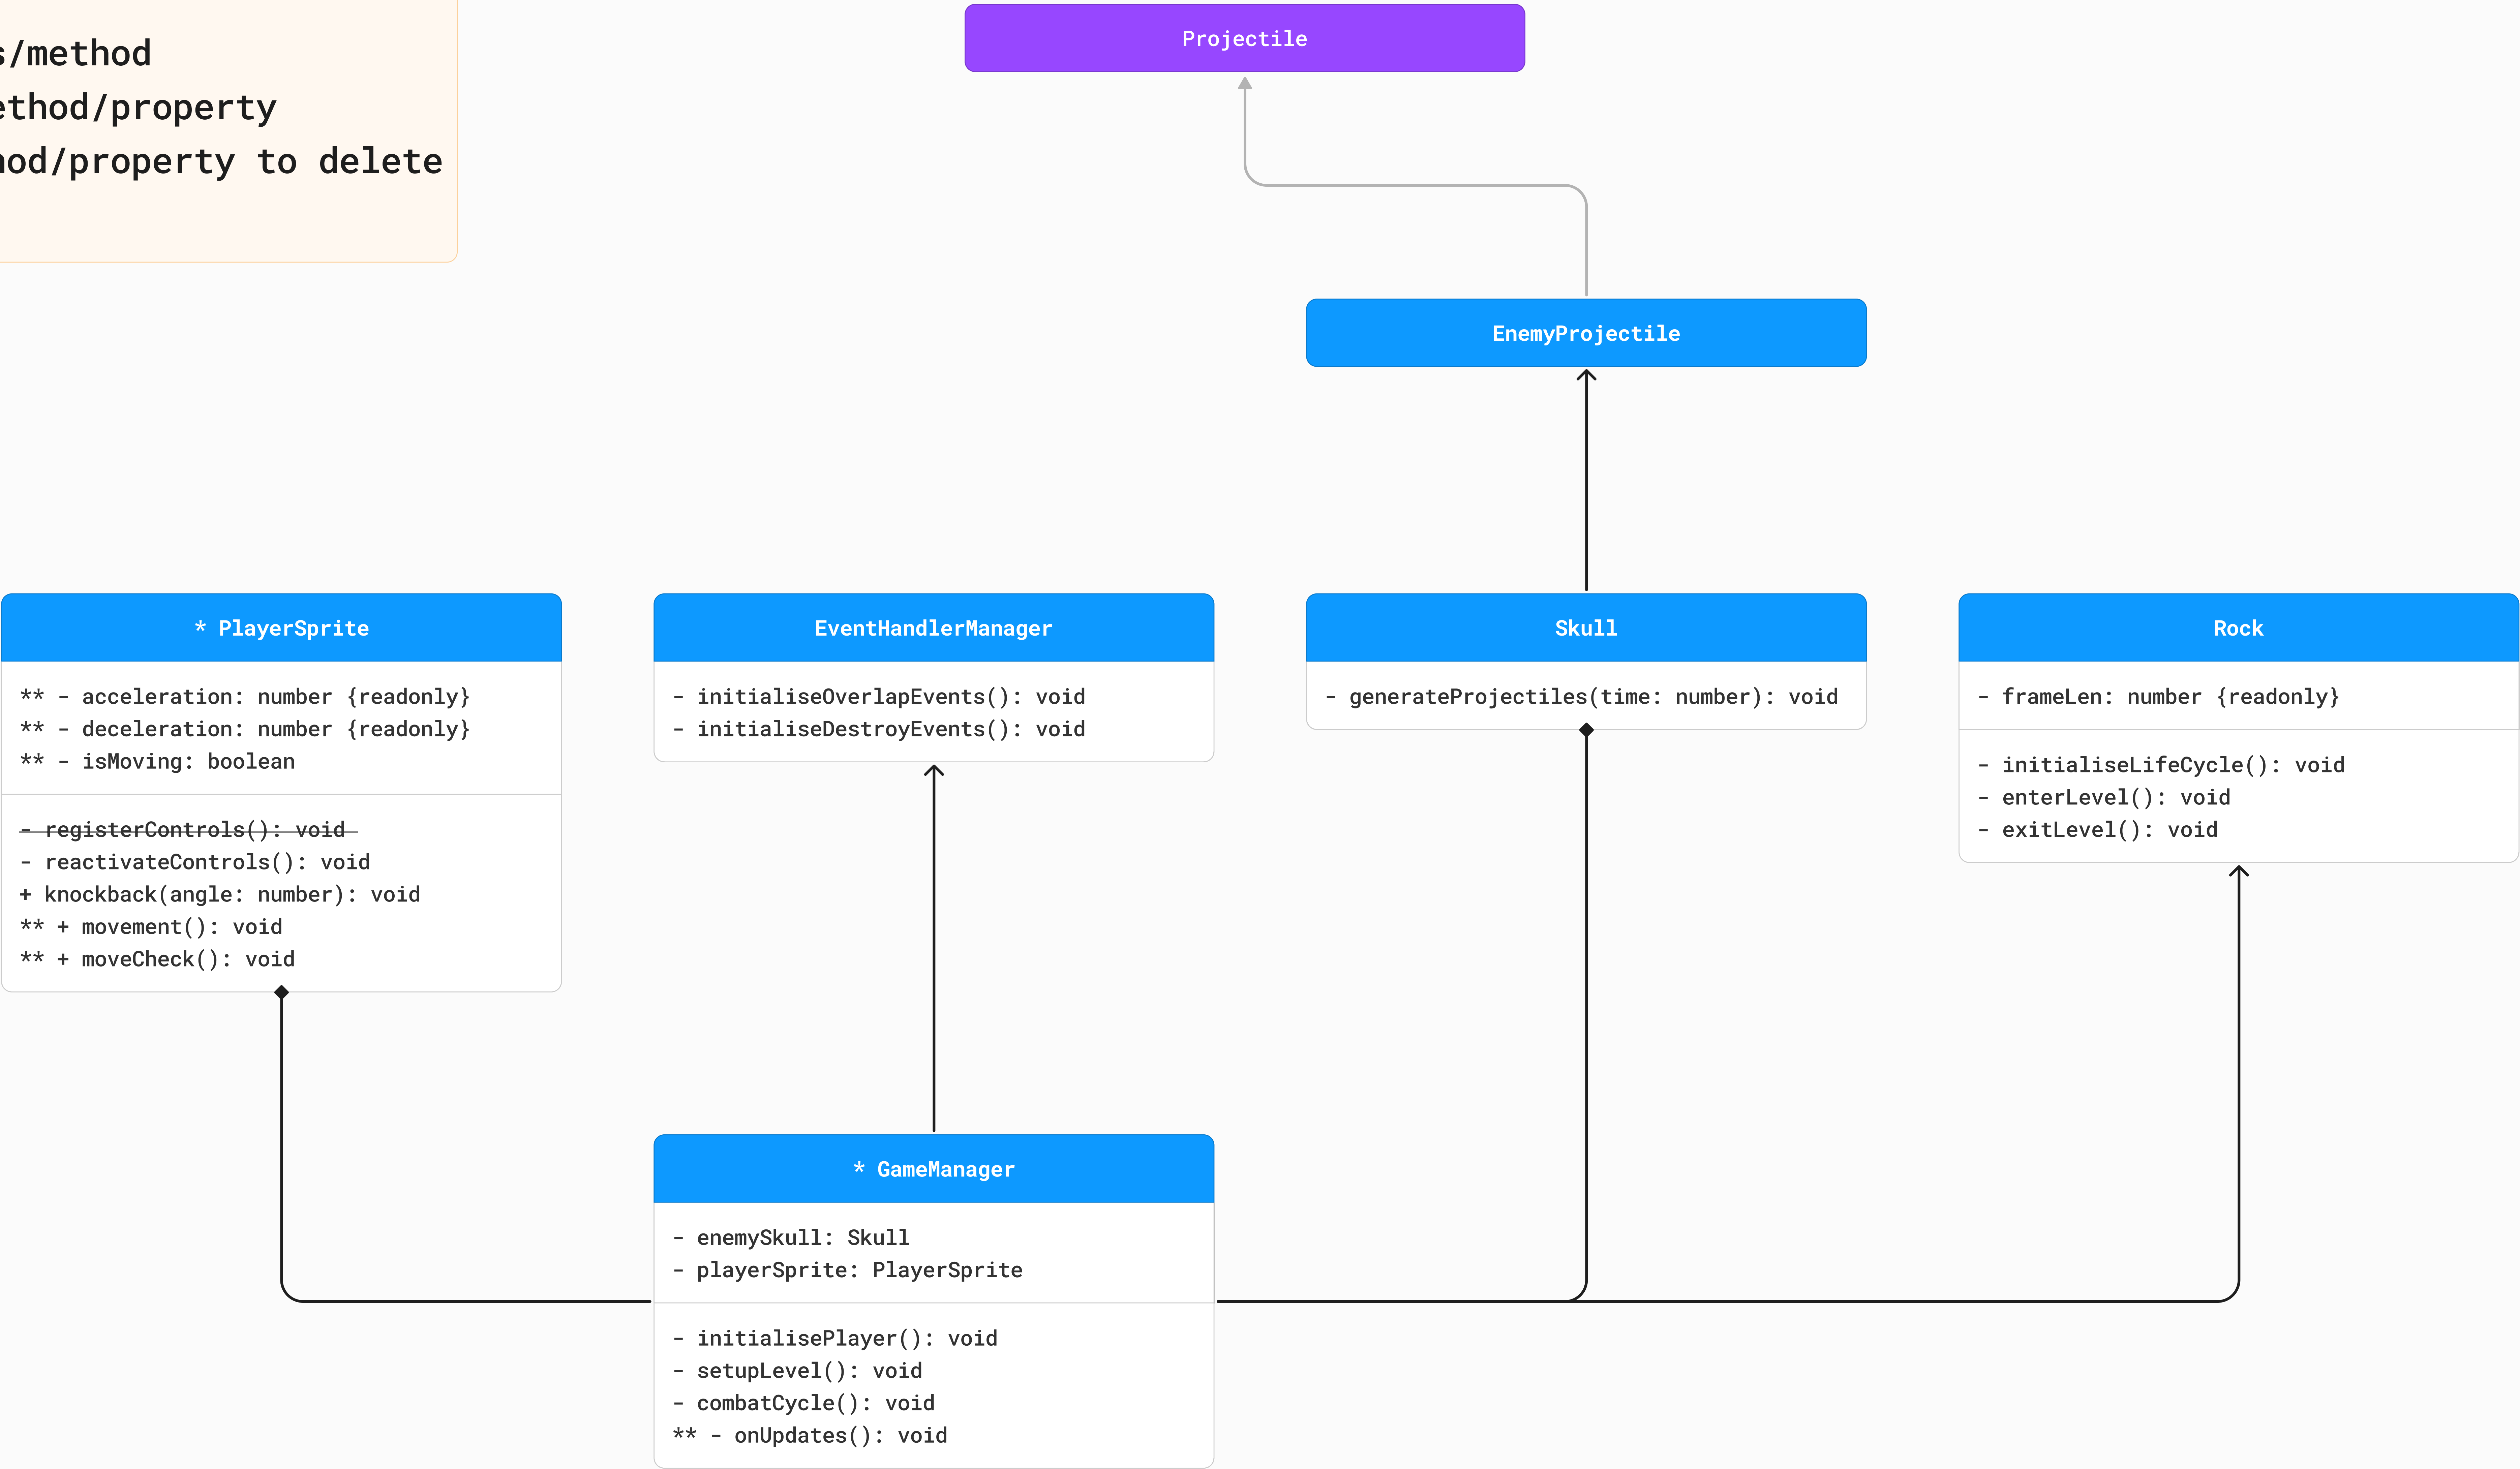 s/method
ethod/property
hod/property to delete
Projectile
EnemyProjectile
* PlayerSprite
** - acceleration: number {readonly}
** - deceleration: number {readonly}
** - isMoving: boolean
- registerControls(): void
- reactivateControls(): void
+ knockback(angle: number): void
** + movement(): void
** + moveCheck(): void
EventHandlerManager
- initialiseOverlapEvents(): void
- initialiseDestroyEvents(): void
Skull
- generateProjectiles(time: number): void
Rock
- frameLen: number {readonly}
- initialiseLifeCycle(): void
- enterLevel(): void
- exitLevel(): void
* GameManager
- enemySkull: Skull
- playerSprite: PlayerSprite
- initialisePlayer(): void
- setupLevel(): void
- combatCycle(): void
** - onUpdates(): void